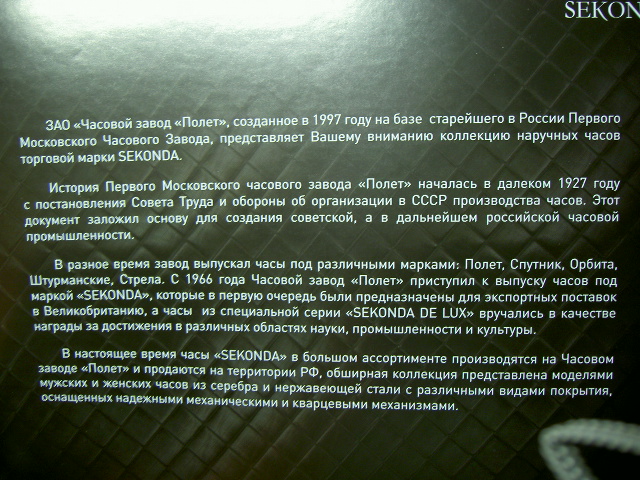 SEKON
ЗАО «Часовой завод «Полет», созданное в 1997 году на базе старейшего в России Первого
Московского Часового Завода, представляет Вашему вниманию коллекцию наручных часов
торговой марки SEKONDA.
История Первого Московского часового завода «Полет» началась в далеком 1927 году
с постановления Совета Труда и обороны об организации в СССР производства часов. Этот
документ заложил основу для создания советской, а в дальнейшем российской часовой
промышленности.
В разное время завод выпускал часы под различными марками: Полет, Спутник, Орбита,
Штурманские, Стрела. С 1966 года Часовой завод «Полет» приступил к выпуску часов под
маркой «SEKONDA», которые в первую очередь были предназначены для экспортных поставок
в Великобританию, а часы из специальной серии «SEKONDA DE LUX» вручались в качестве
награды за достижения в различных областях науки, промышленности и культуры.
В настоящее время часы «SEKONDA» в большом ассортименте производятся на Часовом
заводе «Полет» и продаются на территории РФ, обширная коллекция представлена моделями
мужских и женских часов из серебра и нержавеющей стали с различными видами покрытия,
оснащенных надежными механическими и кварцевыми механизмами.